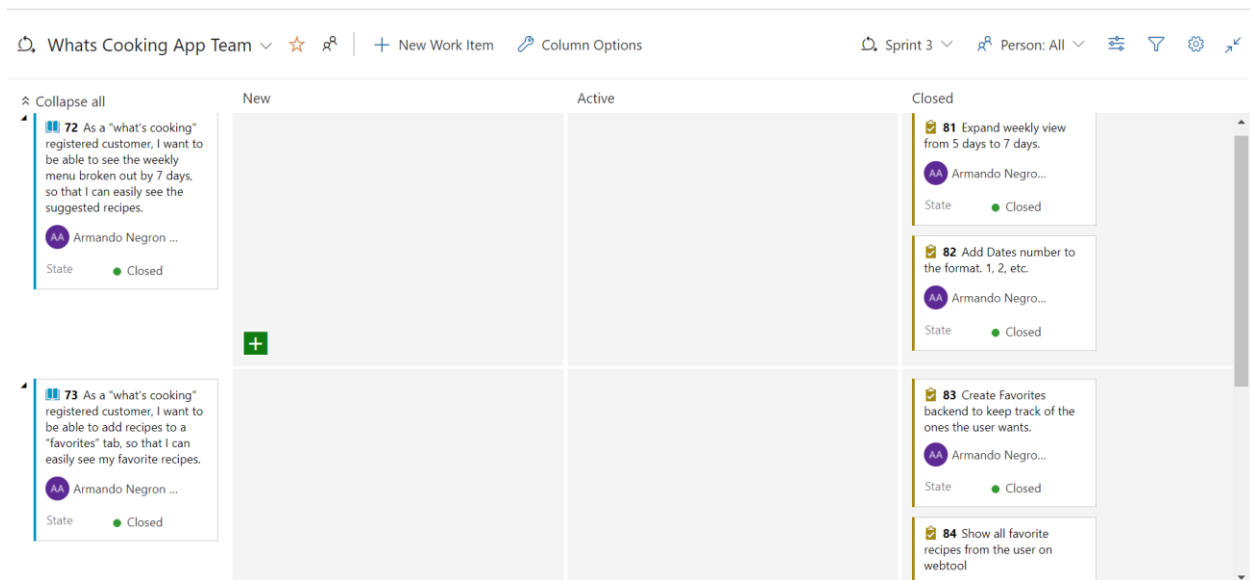 Whats Cooking App Team
New Work Item
Column Options
Sprint 3
Person: All
Collapse all
New
Active
Closed
72 As a "what's cooking"
registered customer, I want to
be able to see the weekly
menu broken out by 7 days,
so that I can easily see the
suggested recipes.
AA Armando Negron ...
State Closed
81 Expand weekly view
from 5 days to 7 days.
AA Armando Negro...
State Closed
82 Add Dates number to
the format. 1, 2, etc.
AA Armando Negro...
State Closed
73 As a "what's cooking"
registered customer, I want to
be able to add recipes to a
"favorites" tab, so that I can
easily see my favorite recipes.
AA Armando Negron ...
State Closed
83 Create Favorites
backend to keep track of the
ones the user wants.
AA Armando Negro...
State Closed
84 Show all favorite
recipes from the user on
webtool